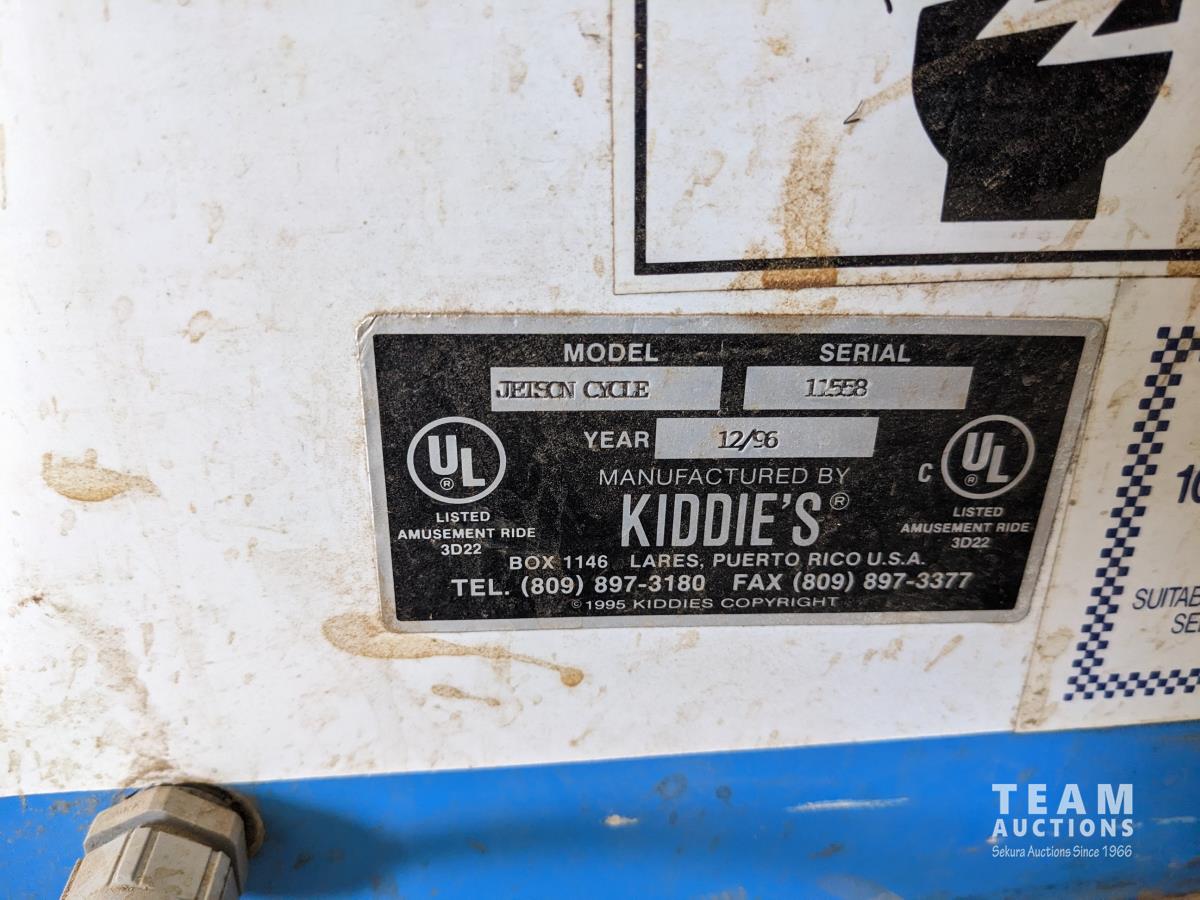 MODEL SERIAL
JETSON CYCLE 11558
YEAR 12/96
MANUFACTURED BY
KIDDIE'S®
UL®
LISTED
AMUSEMENT RIDE
3D22
C UL®
LISTED
AMUSEMENT RIDE
3D22
BOX 1146 LARES, PUERTO RICO U.S.A.
TEL. (809) 897-3180 FAX (809) 897-3377
© 1995 KIDDIES COPYRIGHT
TEAM
AUCTIONS
Sekura Auctions Since 1966